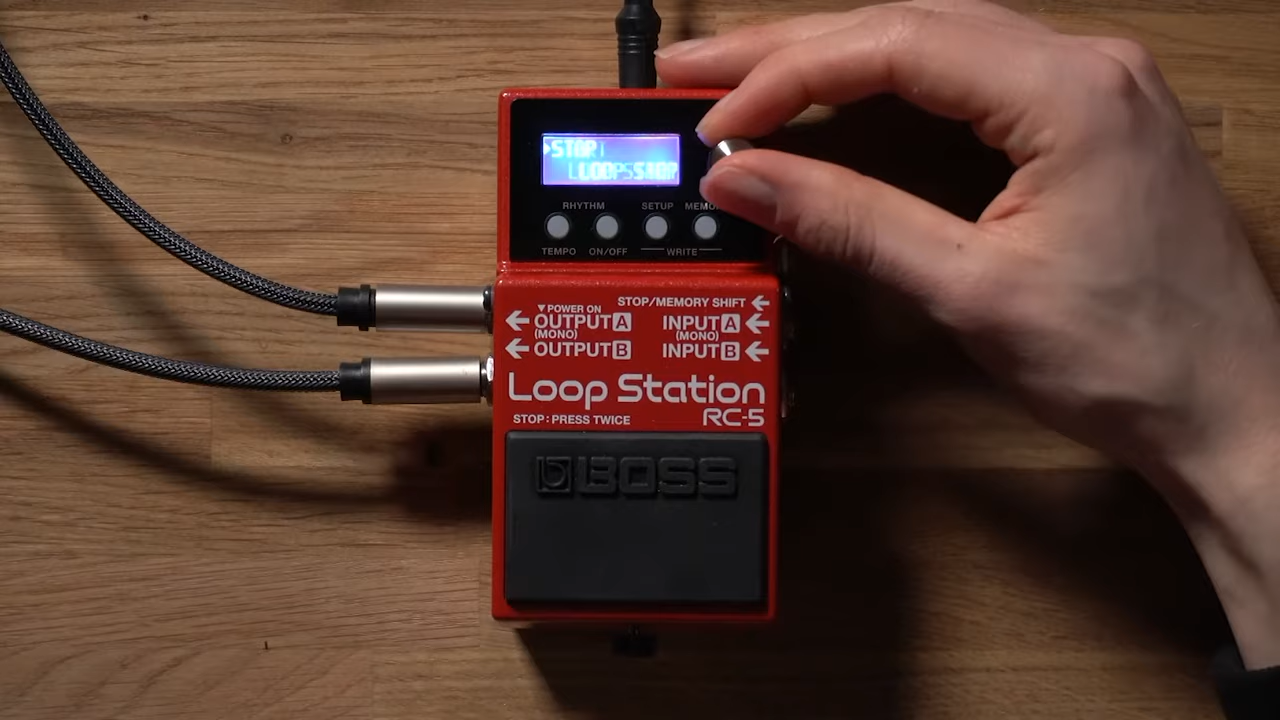 STOP:
RHYTHM SETUP
TEMPO ON/OFF WRITE
STOP/MEMORY SHIFT
▼POWER ON
OUTPUT A INPUT A
(MONO) (MONO)
OUTPUT B INPUT B
Loop Station
STOP: PRESS TWICE RC-5
BOSS